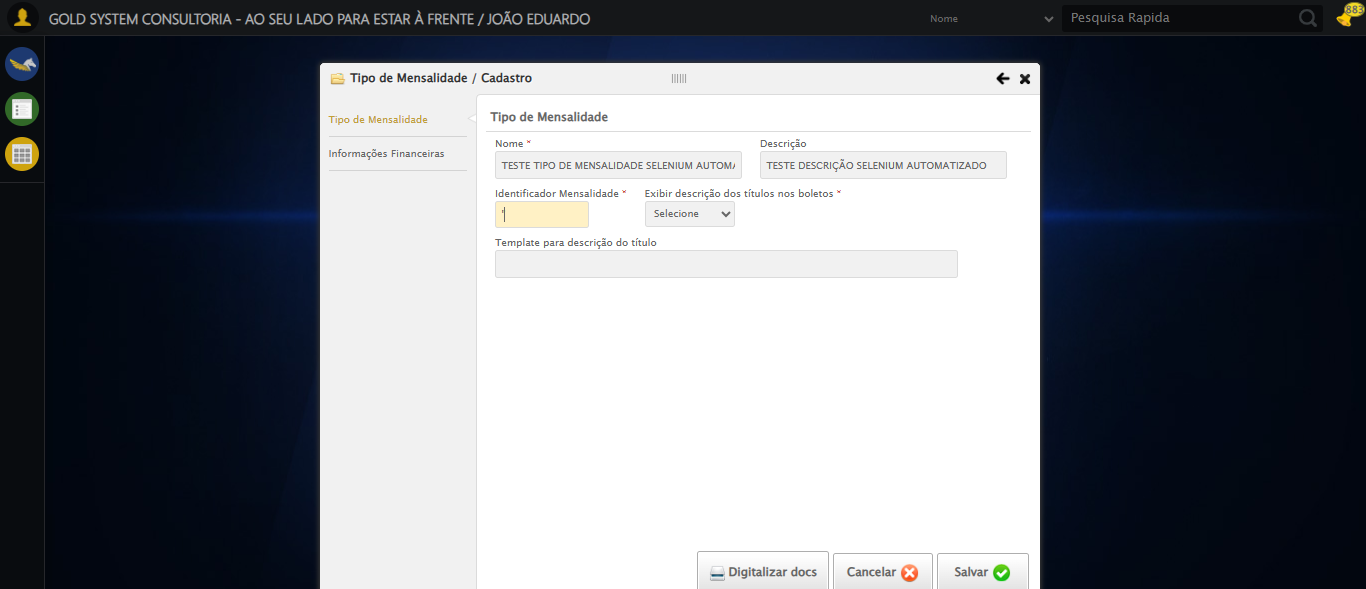 GOLD SYSTEM CONSULTORIA - AO SEU LADO PARA ESTAR À FRENTE / JOÃO EDUARDO
Nome
Pesquisa Rapida
883
Tipo de Mensalidade / Cadastro
Tipo de Mensalidade
Informações Financeiras
Tipo de Mensalidade
Nome *
Descrição
TESTE TIPO DE MENSALIDADE SELENIUM AUTOMA
TESTE DESCRIÇÃO SELENIUM AUTOMATIZADO
Identificador Mensalidade *
Exibir descrição dos títulos nos boletos *
'
Selecione
Template para descrição do título
Digitalizar docs
Cancelar
Salvar